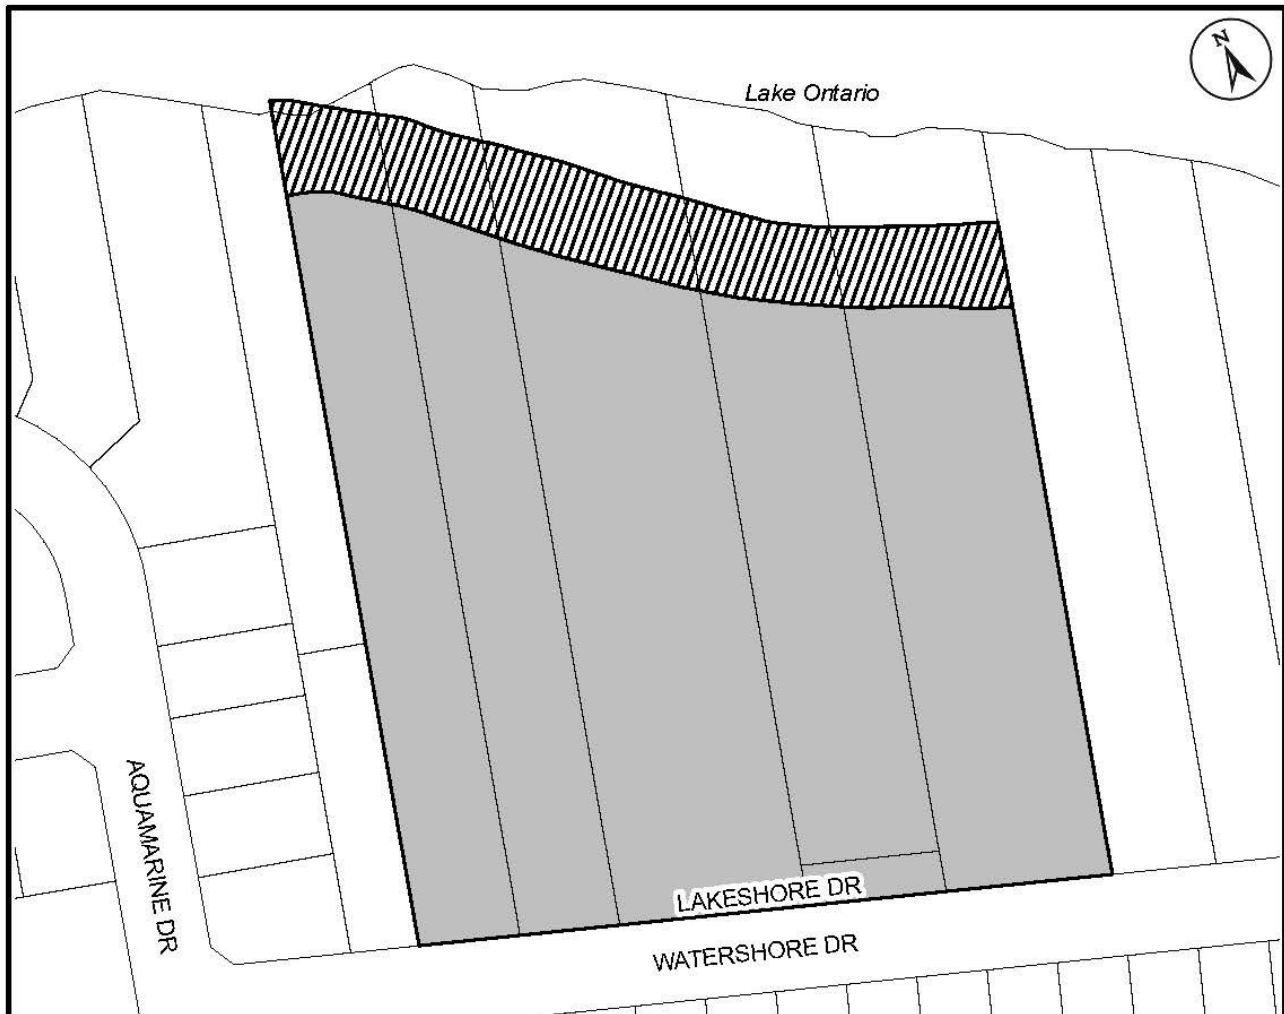 N
Lake Ontario
AQUAMARINE DR
LAKESHORE DR
WATERSHORE DR